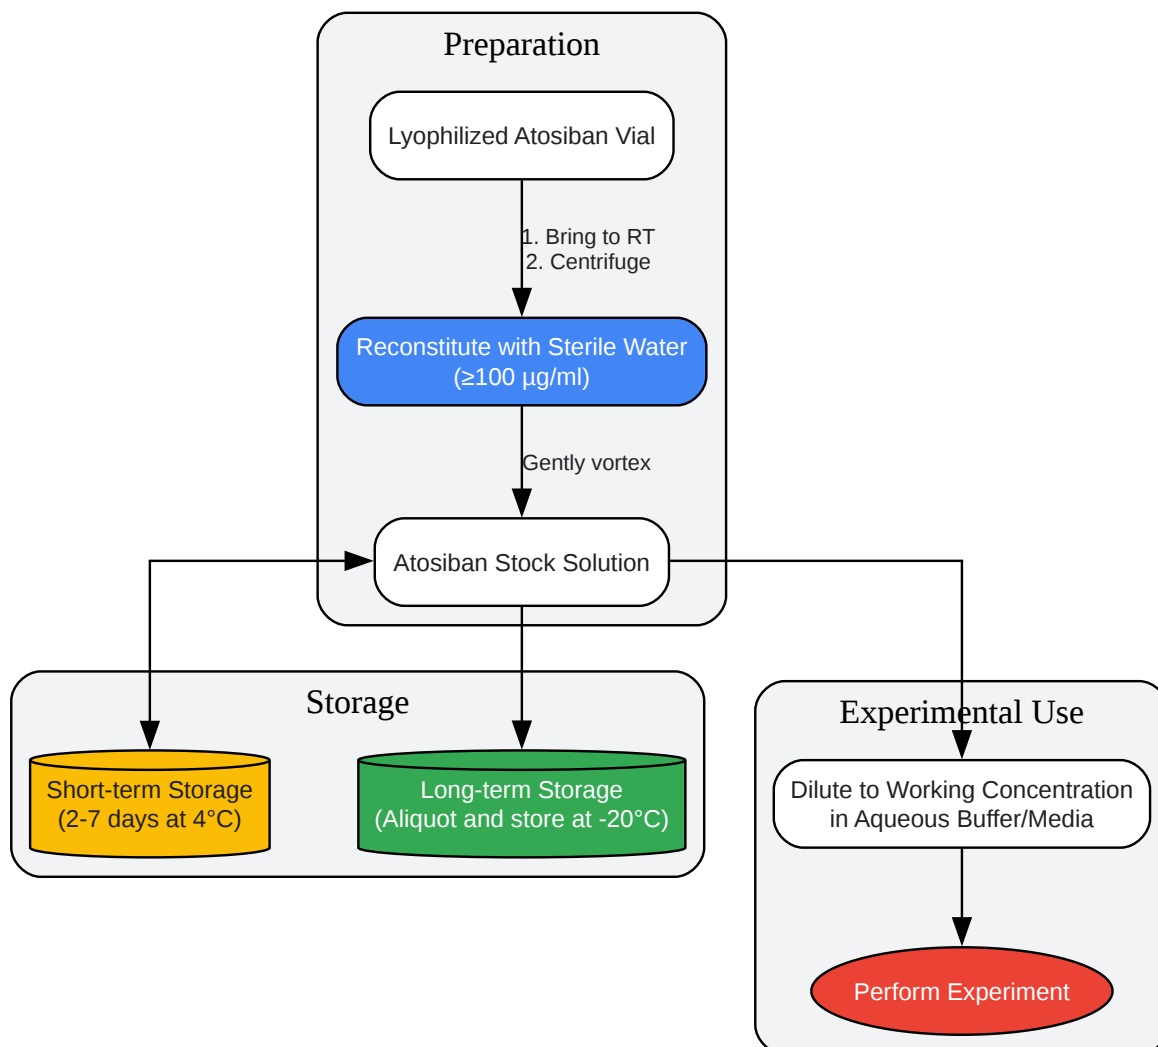 Preparation
Lyophilized Atosiban Vial
1. Bring to RT
2. Centrifuge
Reconstitute with Sterile Water
(≥100 µg/ml)
Gently vortex
Atosiban Stock Solution
Storage
Short-term Storage
(2-7 days at 4°C)
Long-term Storage
(Aliquot and store at -20°C)
Experimental Use
Dilute to Working Concentration
in Aqueous Buffer/Media
Perform Experiment